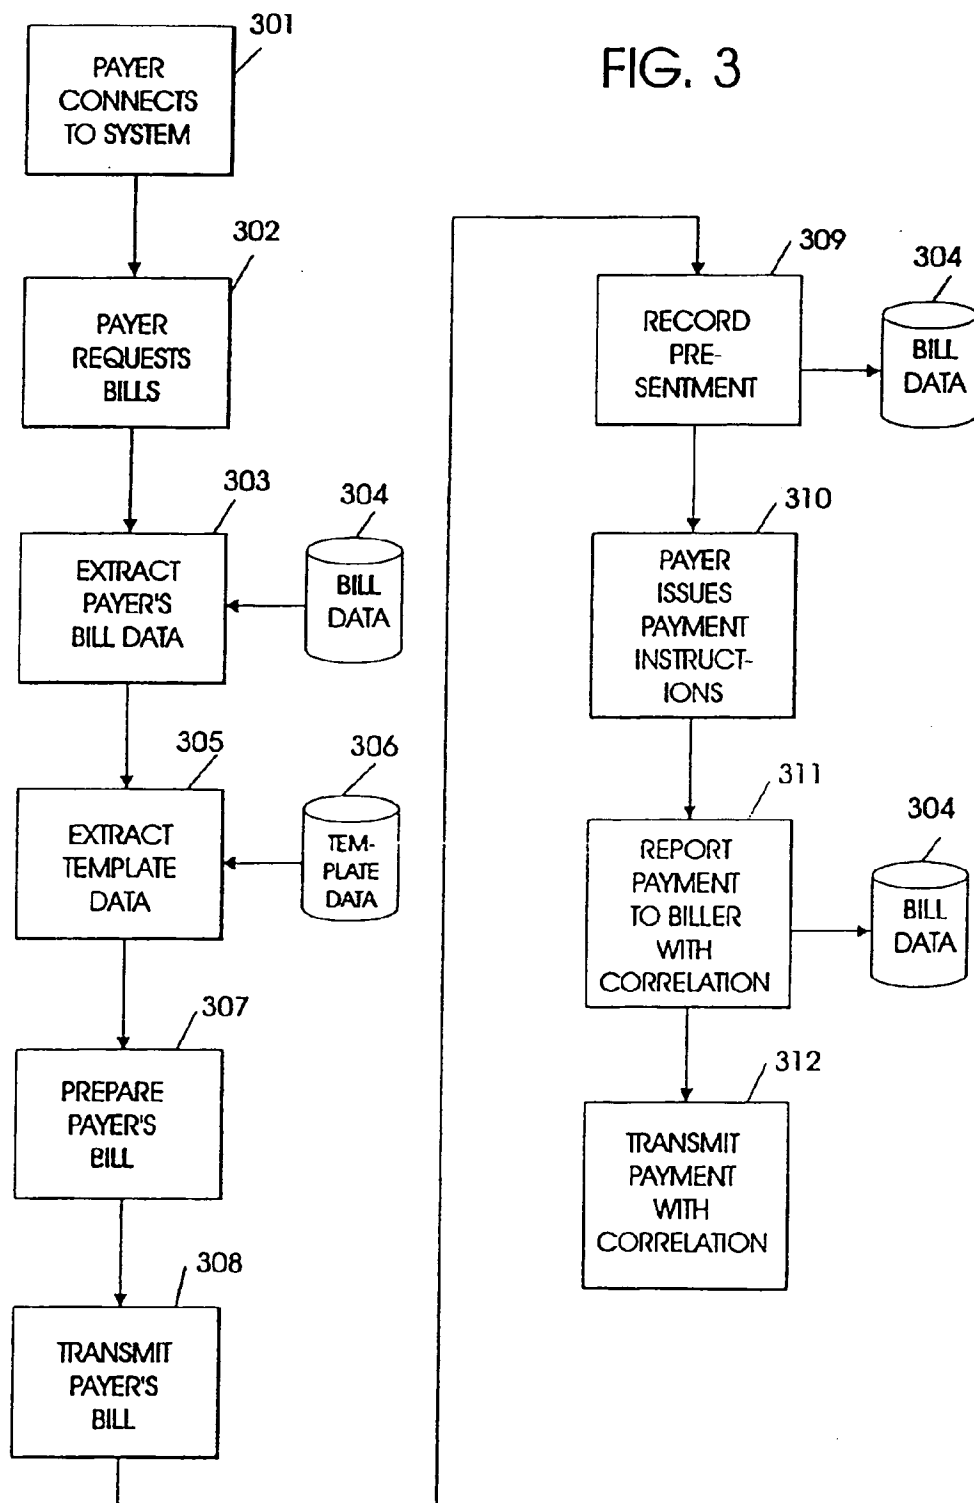 FIG. 3
301
PAYER
CONNECTS
TO SYSTEM
302
PAYER
REQUESTS
BILLS
303
EXTRACT
PAYER'S
BILL DATA
304
BILL
DATA
305
EXTRACT
TEMPLATE
DATA
306
TEM-
PLATE
DATA
307
PREPARE
PAYER'S
BILL
308
TRANSMIT
PAYER'S
BILL
309
RECORD
PRE-
SENTMENT
304
BILL
DATA
310
PAYER
ISSUES
PAYMENT
INSTRUCT-
IONS
311
REPORT
PAYMENT
TO BILLER
WITH
CORRELATION
304
BILL
DATA
312
TRANSMIT
PAYMENT
WITH
CORRELATION